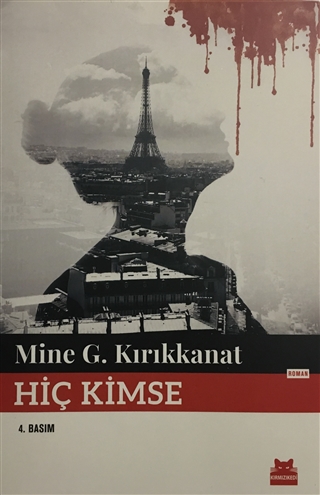 Mine G. Kırıkkanat
ROMAN
HİÇ KİMSE
4. BASIM
KIRMIZIKEDİ